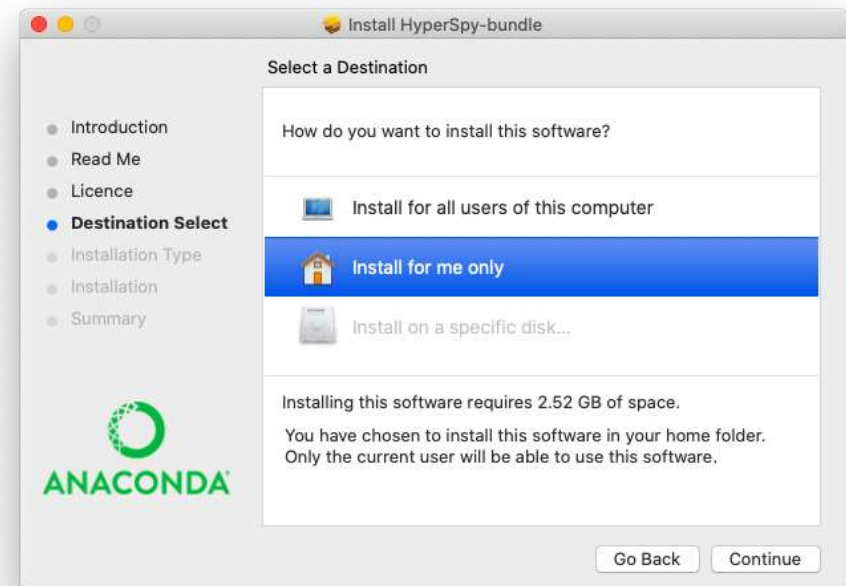 Install HyperSpy-bundle
Select a Destination
Introduction
Read Me
Licence
Destination Select
Installation Type
Installation
Summary
How do you want to install this software?
Install for all users of this computer
Install for me only
Install on a specific disk...
Installing this software requires 2.52 GB of space.
You have chosen to install this software in your home folder.
Only the current user will be able to use this software.
ANACONDA
Go Back
Continue